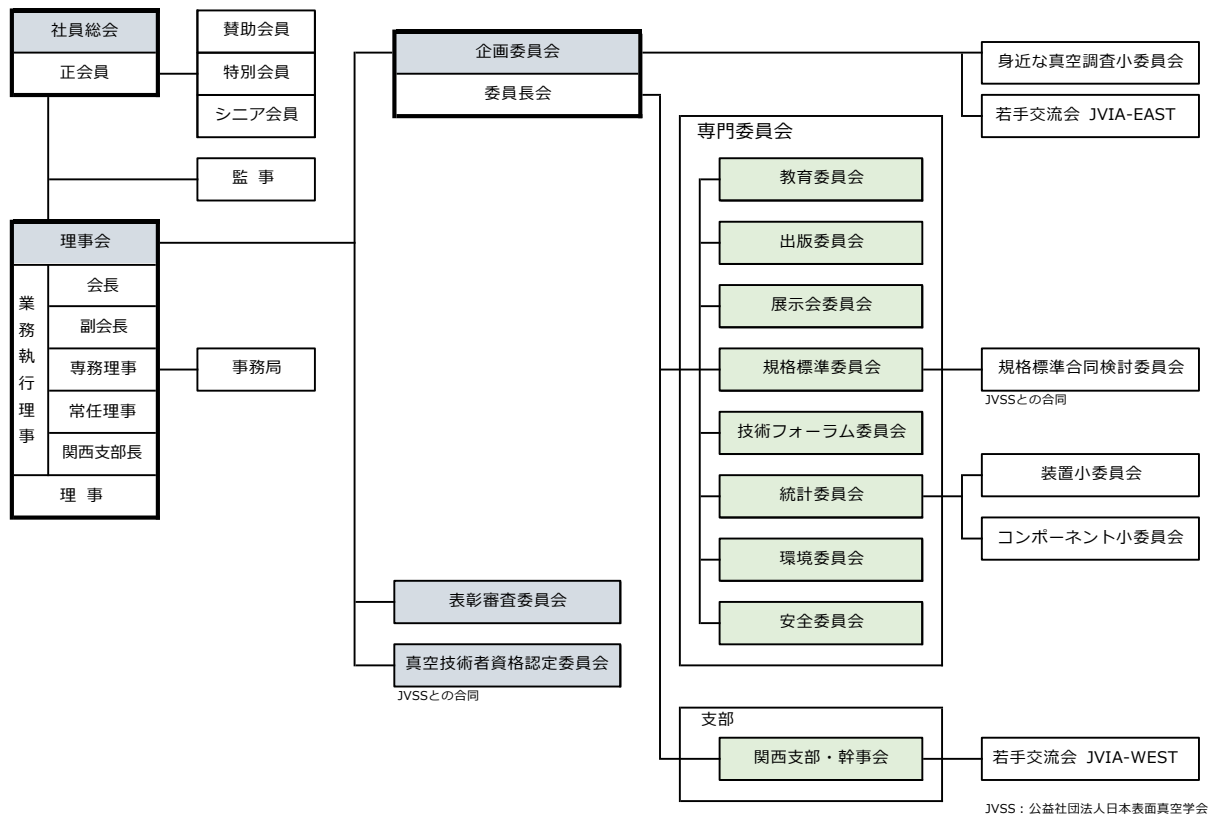 社員総会
正会員
賛助会員
特別会員
シニア会員
監 事
理事会
業務執行理事
会長
副会長
専務理事
常任理事
関西支部長
理 事
事務局
企画委員会
委員長会
身近な真空調査小委員会
若手交流会 JVIA-EAST
専門委員会
教育委員会
出版委員会
展示会委員会
規格標準委員会
規格標準合同検討委員会
JVSSとの合同
技術フォーラム委員会
統計委員会
装置小委員会
コンポーネント小委員会
環境委員会
安全委員会
表彰審査委員会
真空技術者資格認定委員会
JVSSとの合同
支部
関西支部・幹事会
若手交流会 JVIA-WEST
JVSS：公益社団法人日本表面真空学会